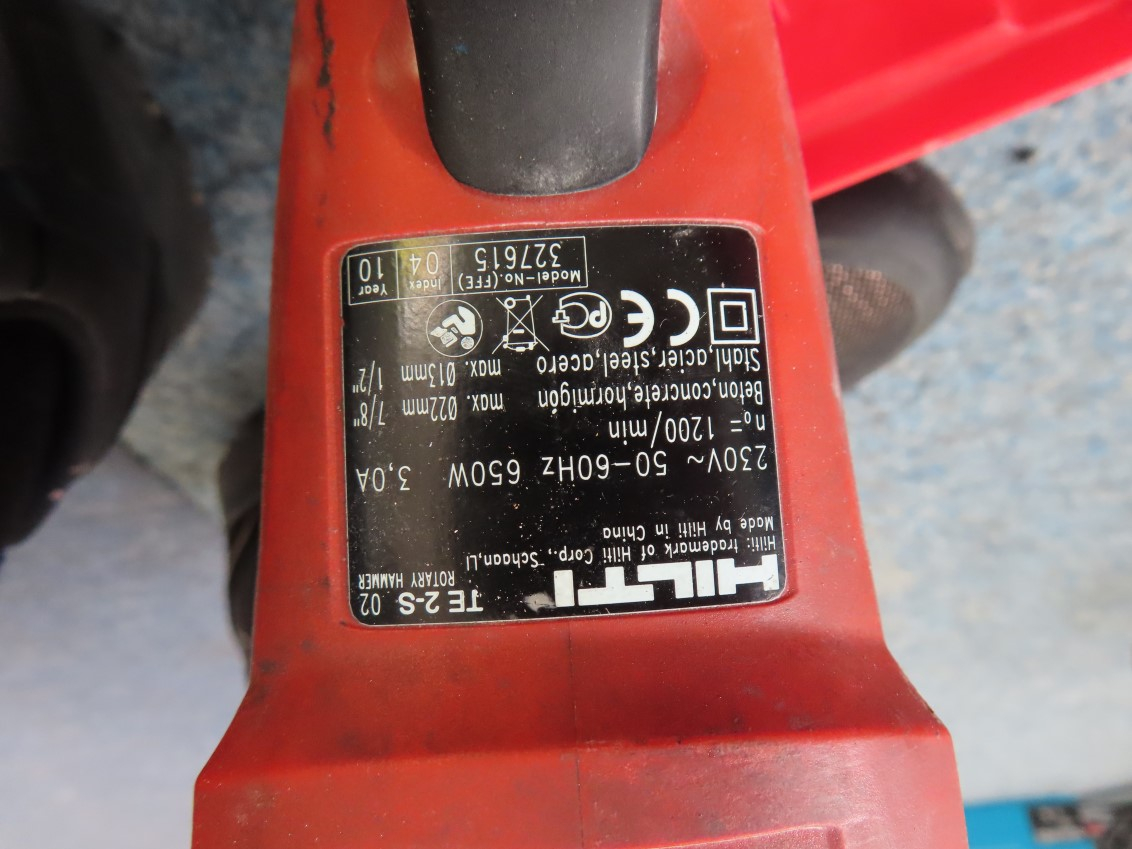 HILTI
TE 2-S 02
ROTARY HAMMER
Hilti: trademark of Hilti Corp., Schaan,LI
Made by Hilti in China
230V~ 50-60Hz 650W 3,0A
n₀= 1200/min
Beton,concrete,hormigón max. Ø22mm 7/8"
Stahl,acier,steel,acero max. Ø13mm 1/2"
CE
Model-No.(FFE) Index Year
327615 04 10